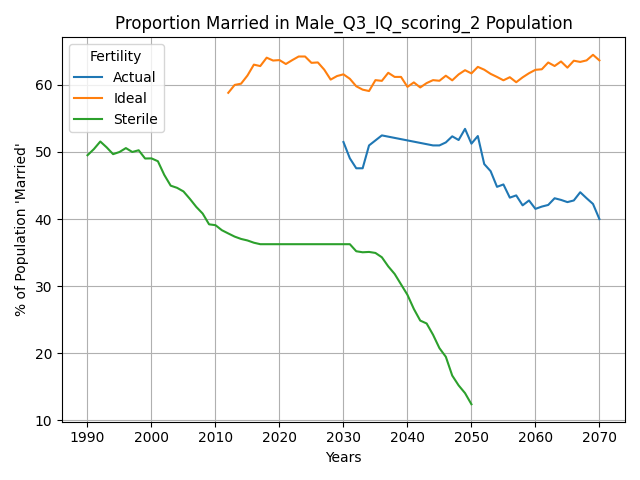 Proportion Married in Male_Q3_IQ_scoring_2 Population
Fertility
Actual
Ideal
Sterile
% of Population 'Married'
60
50
40
30
20
10
1990 2000 2010 2020 2030 2040 2050 2060 2070
Years